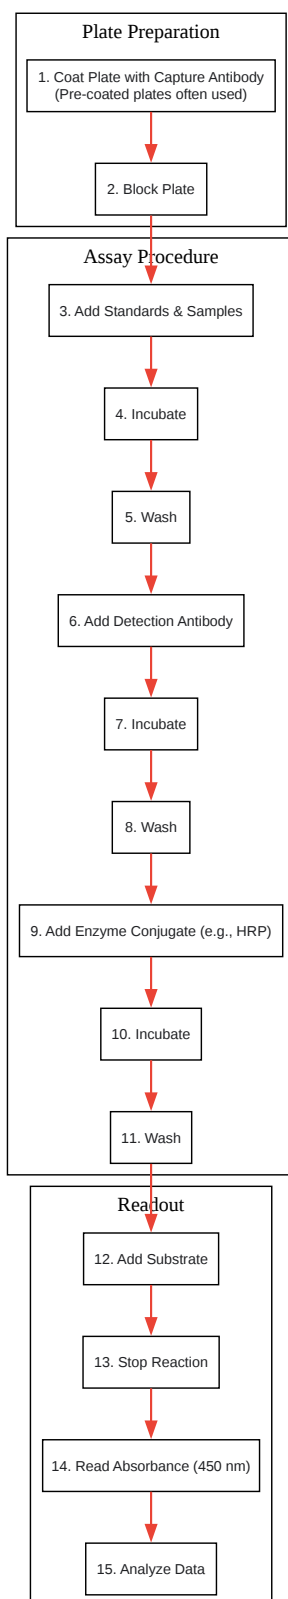 Plate Preparation
1. Coat Plate with Capture Antibody
(Pre-coated plates often used)
2. Block Plate
Assay Procedure
3. Add Standards & Samples
4. Incubate
5. Wash
6. Add Detection Antibody
7. Incubate
8. Wash
9. Add Enzyme Conjugate (e.g., HRP)
10. Incubate
11. Wash
Readout
12. Add Substrate
13. Stop Reaction
14. Read Absorbance (450 nm)
15. Analyze Data